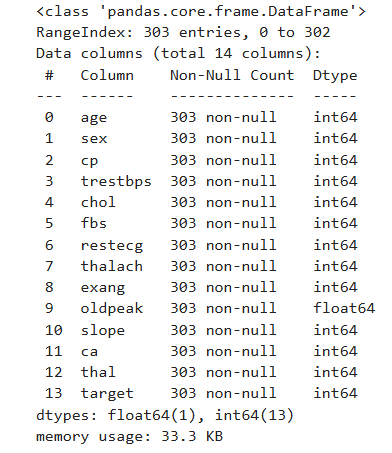 <class 'pandas.core.frame.DataFrame'>
RangeIndex: 303 entries, 0 to 302
Data columns (total 14 columns):
 #   Column    Non-Null Count  Dtype
---  ------    --------------  -----
 0   age       303 non-null    int64
 1   sex       303 non-null    int64
 2   cp        303 non-null    int64
 3   trestbps  303 non-null    int64
 4   chol      303 non-null    int64
 5   fbs       303 non-null    int64
 6   restecg   303 non-null    int64
 7   thalach   303 non-null    int64
 8   exang     303 non-null    int64
 9   oldpeak   303 non-null    float64
 10  slope     303 non-null    int64
 11  ca        303 non-null    int64
 12  thal      303 non-null    int64
 13  target    303 non-null    int64
dtypes: float64(1), int64(13)
memory usage: 33.3 KB